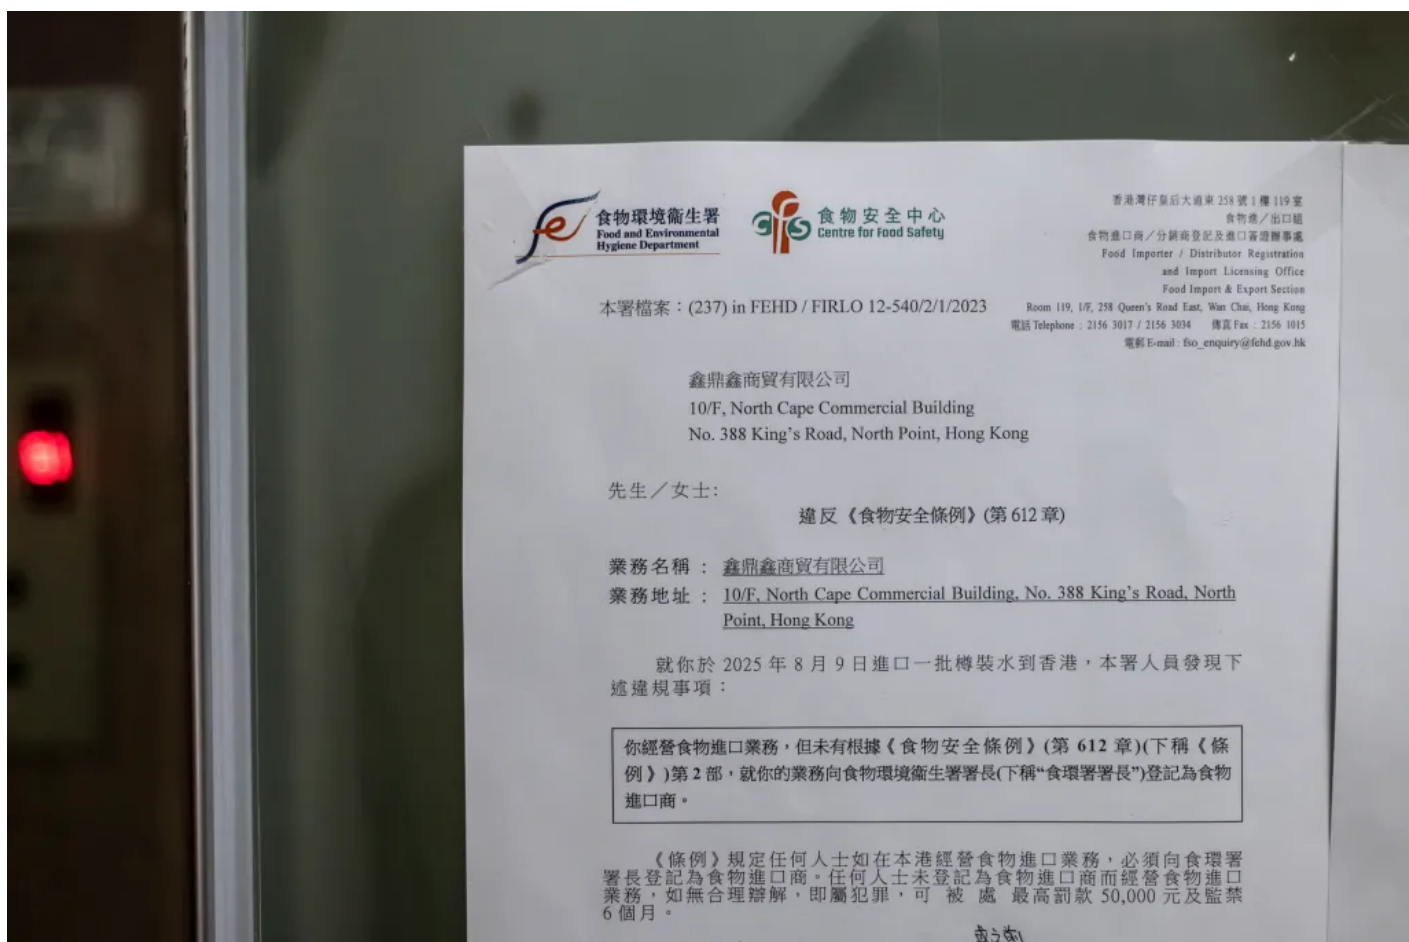 食物環境衞生署
Food and Environmental
Hygiene Department
食物安全中心
Centre for Food Safety
香港灣仔皇后大道東 258 號 1 樓 119 室
食物進／出口組
食物進口商／分銷商登記及進口簽證辦事處
Food Importer / Distributor Registration
and Import Licensing Office
Food Import & Export Section
Room 119, 1/F, 258 Queen's Road East, Wan Chai, Hong Kong
電話 Telephone : 2156 3017 / 2156 3034 傳真 Fax : 2156 1015
電郵 E-mail : fso_enquiry@fehd.gov.hk
本署檔案：(237) in FEHD / FIRLO 12-540/2/1/2023
鑫鼎鑫商貿有限公司
10/F, North Cape Commercial Building
No. 388 King's Road, North Point, Hong Kong
先生／女士:
違反《食物安全條例》(第 612 章)
業務名稱 : 鑫鼎鑫商貿有限公司
業務地址 : 10/F, North Cape Commercial Building, No. 388 King's Road, North
Point, Hong Kong
就你於 2025 年 8 月 9 日進口一批樽裝水到香港，本署人員發現下
述違規事項：
你經營食物進口業務，但未有根據《食物安全條例》(第 612 章)(下稱《條
例》)第 2 部，就你的業務向食物環境衞生署署長(下稱“食環署署長”)登記為食物
進口商。
《條例》規定任何人士如在本港經營食物進口業務，必須向食環署
署長登記為食物進口商。任何人士未登記為食物進口商而經營食物進口
業務，如無合理辯解，即屬犯罪，可 被 處 最高罰款 50,000 元及監禁
6 個月。